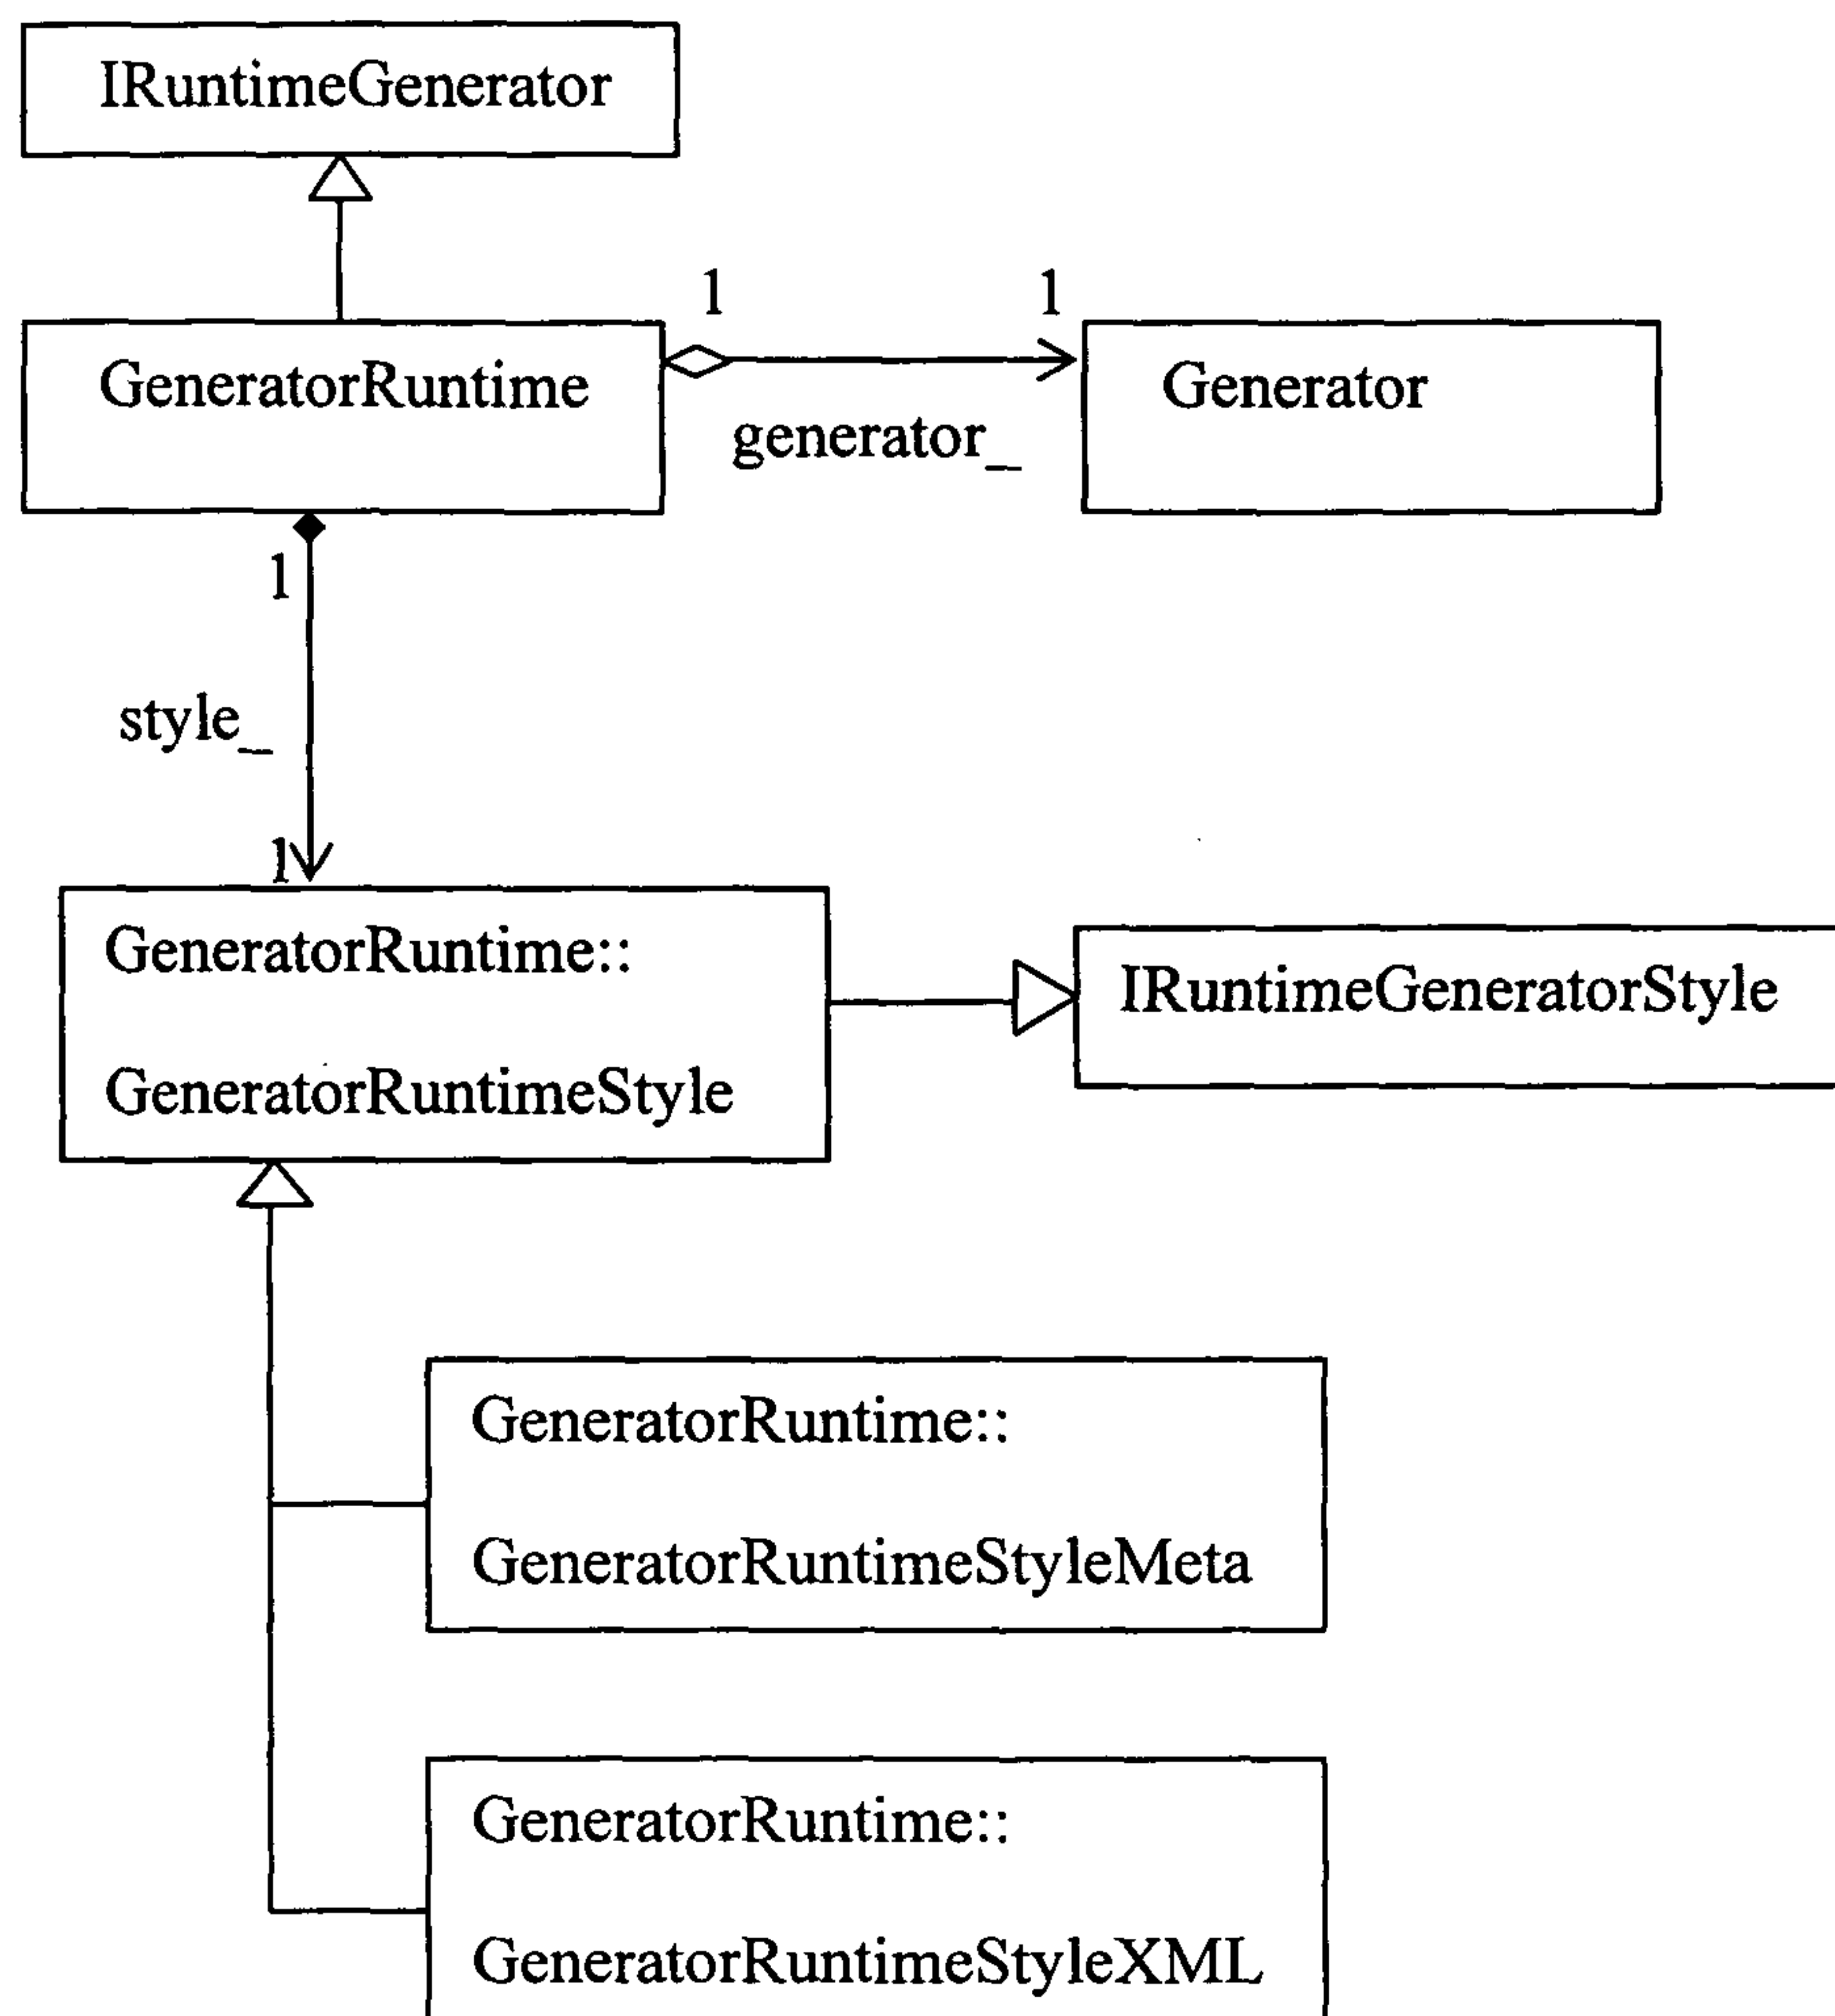 IRuntimeGenerator
1
1
GeneratorRuntime
Generator
generator_
1
style_
1
GeneratorRuntime::
GeneratorRuntimeStyle
IRuntimeGeneratorStyle
GeneratorRuntime::
GeneratorRuntimeStyleMeta
GeneratorRuntime::
GeneratorRuntimeStyleXML